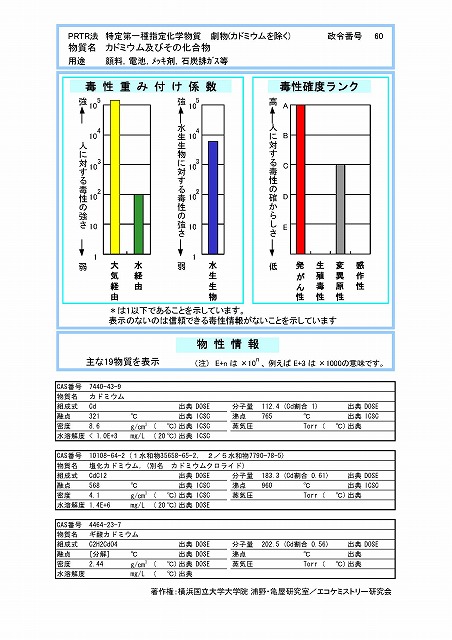 PRTR法 特定第一種指定化学物質 劇物(カドミウムを除く) 政令番号 60
物質名 カドミウム及びその化合物
用途 顔料, 電池, メッキ剤, 石炭排ガス等
毒性重み付け係数
毒性確度ランク
強 ← 人に対する毒性の強さ → 弱
10^5
10^4
10^3
10^2
10
1
大気経由
水経由
強 ← 水生生物に対する毒性の強さ → 弱
10^5
10^4
10^3
10^2
10
1
水生生物
高 ← 人に対する毒性の確からしさ → 低
A
B
C
D
E
発がん性
生殖毒性
変異原性
感作性
*は1以下であることを示しています。
表示のないのは信頼できる毒性情報がないことを示しています
物性情報
主な19物質を表示 (注) E+n は ×10^n 、例えば E+3 は ×1000の意味です。
CAS番号 7440-43-9
物質名 カドミウム
組成式 Cd 出典 DOSE 分子量 112.4 (Cd割合 1) 出典 DOSE
融点 321 ℃ 出典 ICSC 沸点 765 ℃ 出典 ICSC
密度 8.6 g/cm3 ( ℃) 出典 ICSC 蒸気圧 Torr ( ℃) 出典
水溶解度 < 1.0E+3 mg/L (20℃) 出典 ICSC
CAS番号 10108-64-2 (1水和物35658-65-2, 2/5水和物7790-78-5)
物質名 塩化カドミウム, (別名 カドミウムクロライド)
組成式 CdCl2 出典 DOSE 分子量 183.3 (Cd割合 0.61) 出典 DOSE
融点 568 ℃ 出典 ICSC 沸点 960 ℃ 出典 ICSC
密度 4.1 g/cm3 ( ℃) 出典 ICSC 蒸気圧 Torr ( ℃) 出典
水溶解度 1.4E+6 mg/L (20℃) 出典 DOSE
CAS番号 4464-23-7
物質名 ギ酸カドミウム
組成式 C2H2CdO4 出典 DOSE 分子量 202.5 (Cd割合 0.56) 出典 DOSE
融点 [分解] ℃ 出典 DOSE 沸点 ℃ 出典
密度 2.44 g/cm3 ( ℃) 出典 DOSE 蒸気圧 Torr ( ℃) 出典
水溶解度 mg/L ( ℃) 出典
著作権:横浜国立大学大学院 浦野・亀屋研究室/エコケミストリー研究会